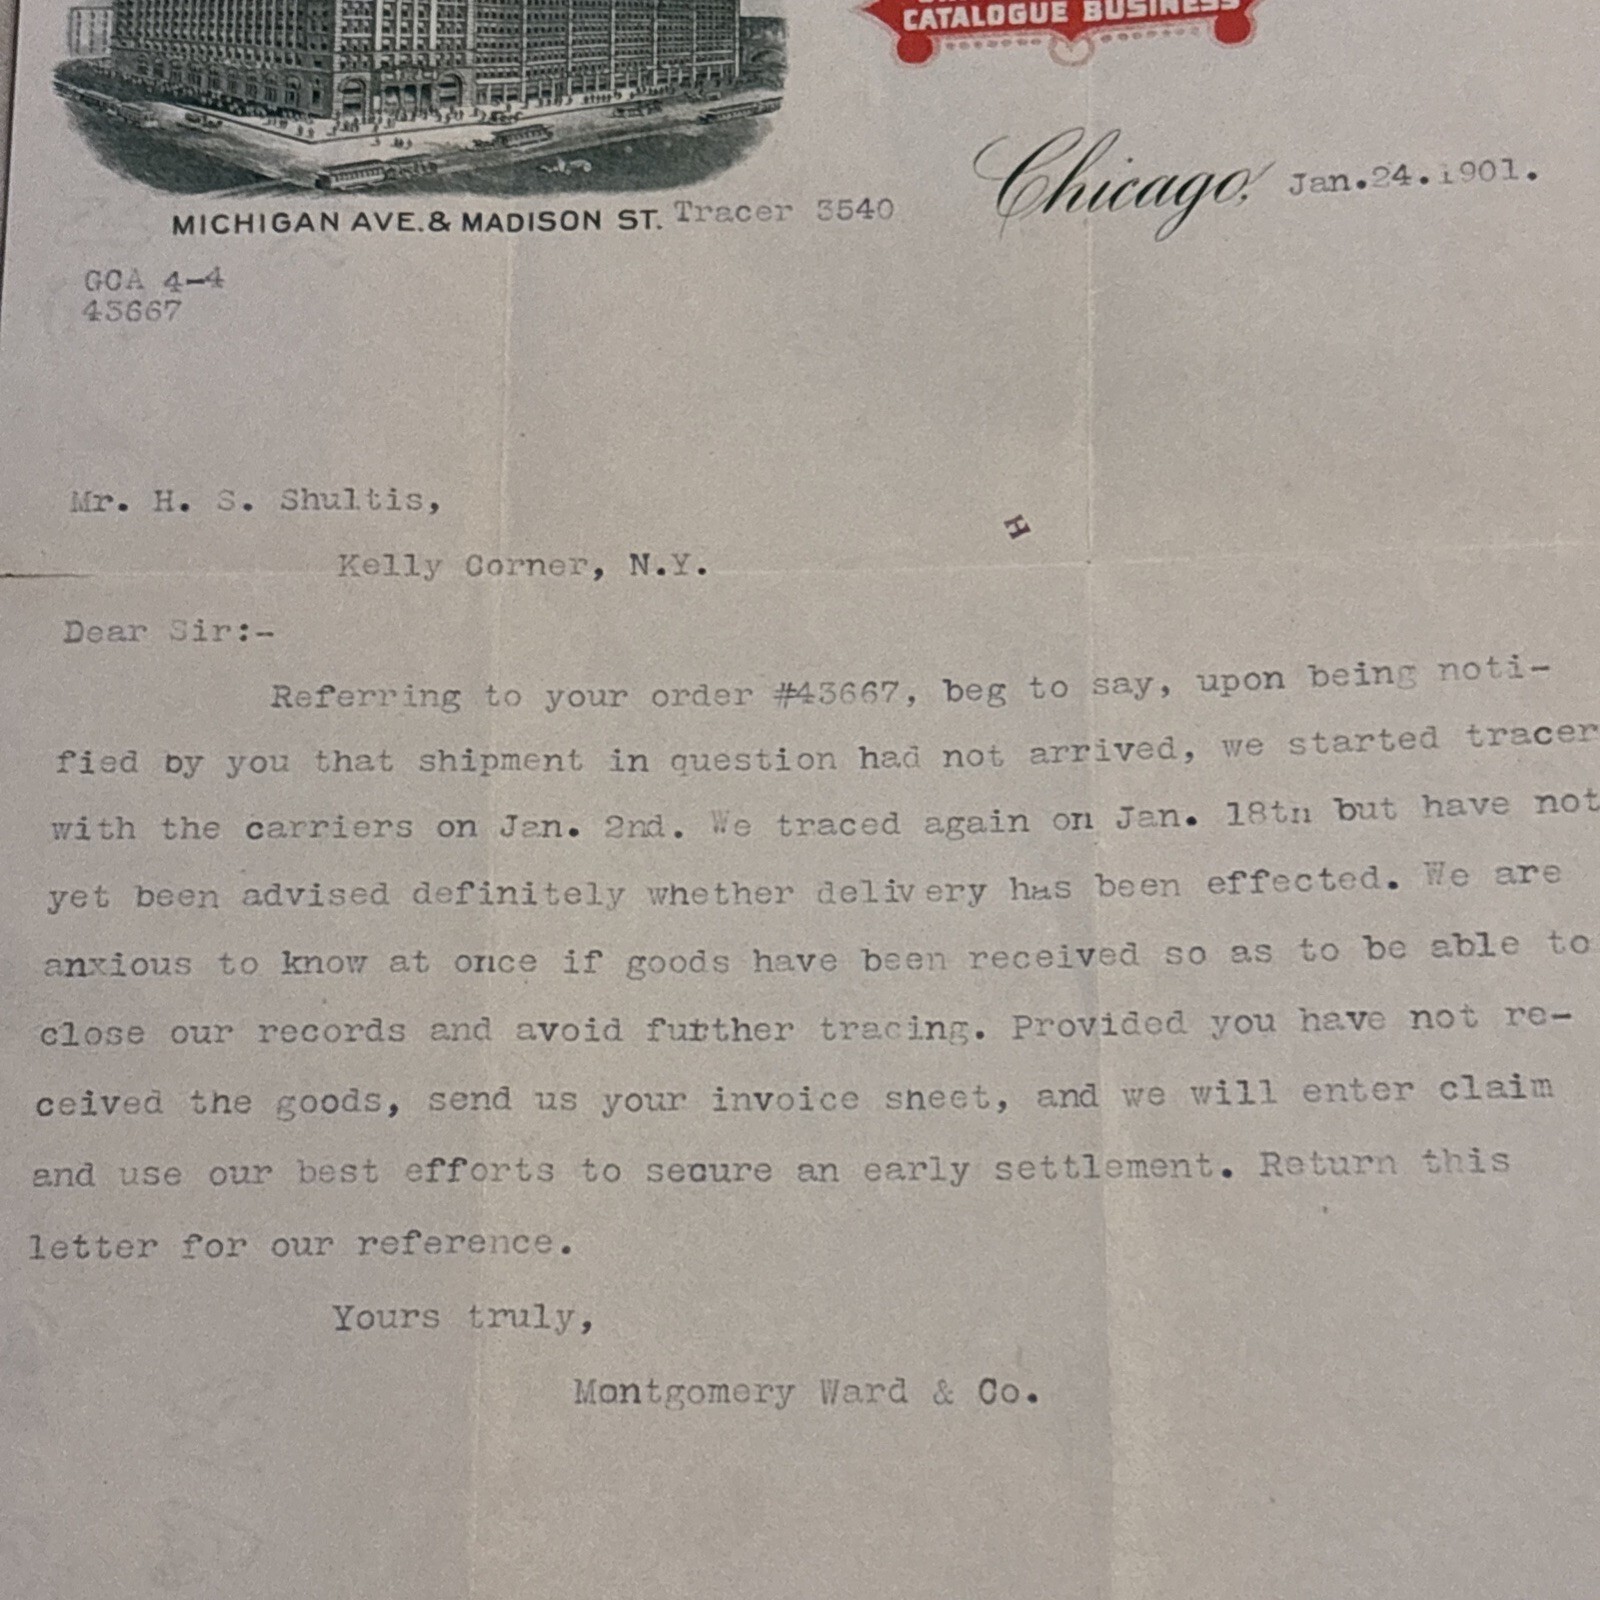 CATALOGUE BUSINESS
Chicago, Jan.24.1901.
MICHIGAN AVE.& MADISON ST. Tracer 3540
GCA 4-4
43667
Mr. H. S. Shultis,
H
Kelly Corner, N.Y.
Dear Sir:-
Referring to your order #43667, beg to say, upon being noti-
fied by you that shipment in question had not arrived, we started tracer
with the carriers on Jan. 2nd. We traced again on Jan. 18th but have not
yet been advised definitely whether delivery has been effected. We are
anxious to know at once if goods have been received so as to be able to
close our records and avoid further tracing. Provided you have not re-
ceived the goods, send us your invoice sheet, and we will enter claim
and use our best efforts to secure an early settlement. Return this
letter for our reference.
Yours truly,
Montgomery Ward & Co.